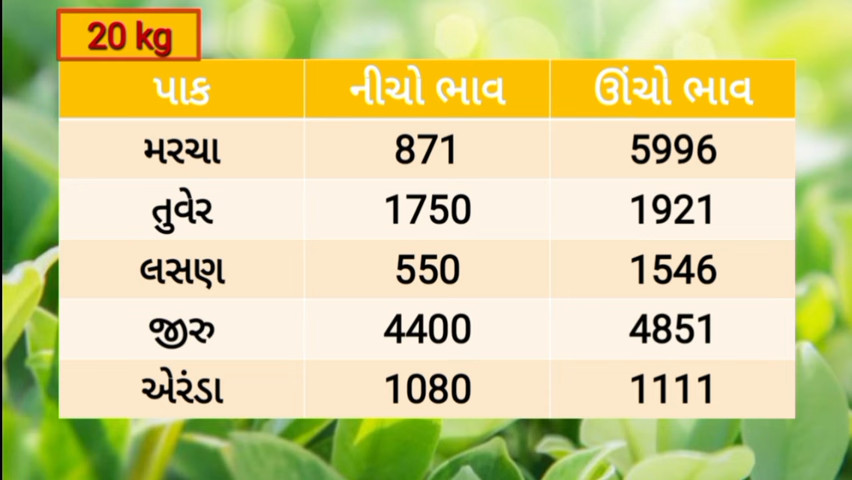 20 kg
પાક નીચો ભાવ ઊંચો ભાવ
મરચા 871 5996
તુવેર 1750 1921
લસણ 550 1546
જીરુ 4400 4851
એરંડા 1080 1111